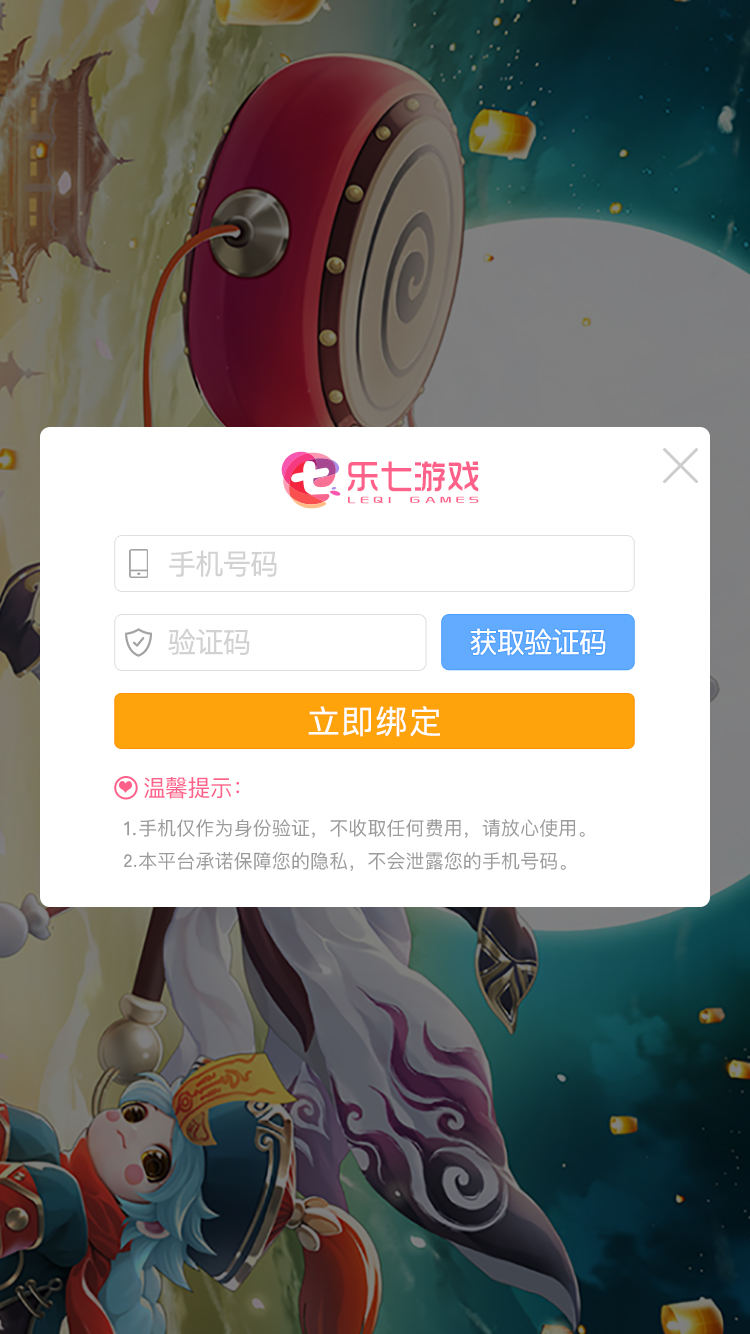 乐七游戏
LEQI GAMES
手机号码
验证码
获取验证码
立即绑定
温馨提示：
1.手机仅作为身份验证，不收取任何费用，请放心使用。
2.本平台承诺保障您的隐私，不会泄露您的手机号码。